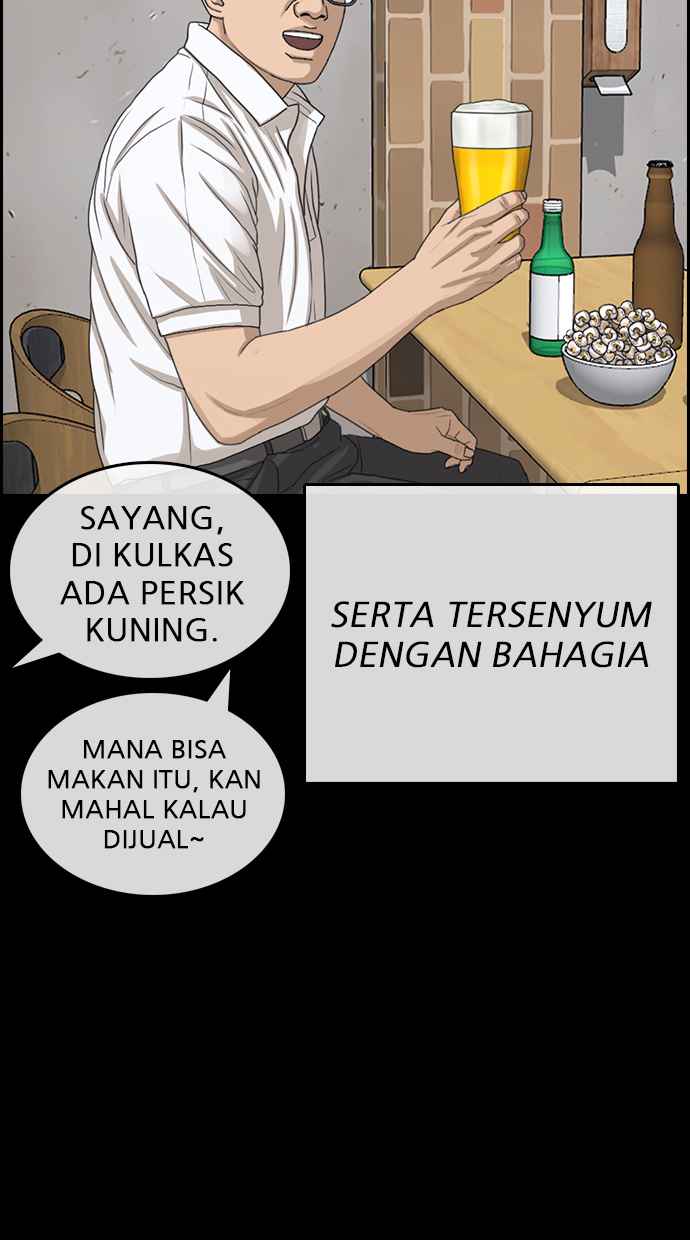 SAYANG,
DI KULKAS
ADA PERSIK
KUNING.
SERTA TERSENYUM
DENGAN BAHAGIA
MANA BISA
MAKAN ITU, KAN
MAHAL KALAU
DIJUAL~